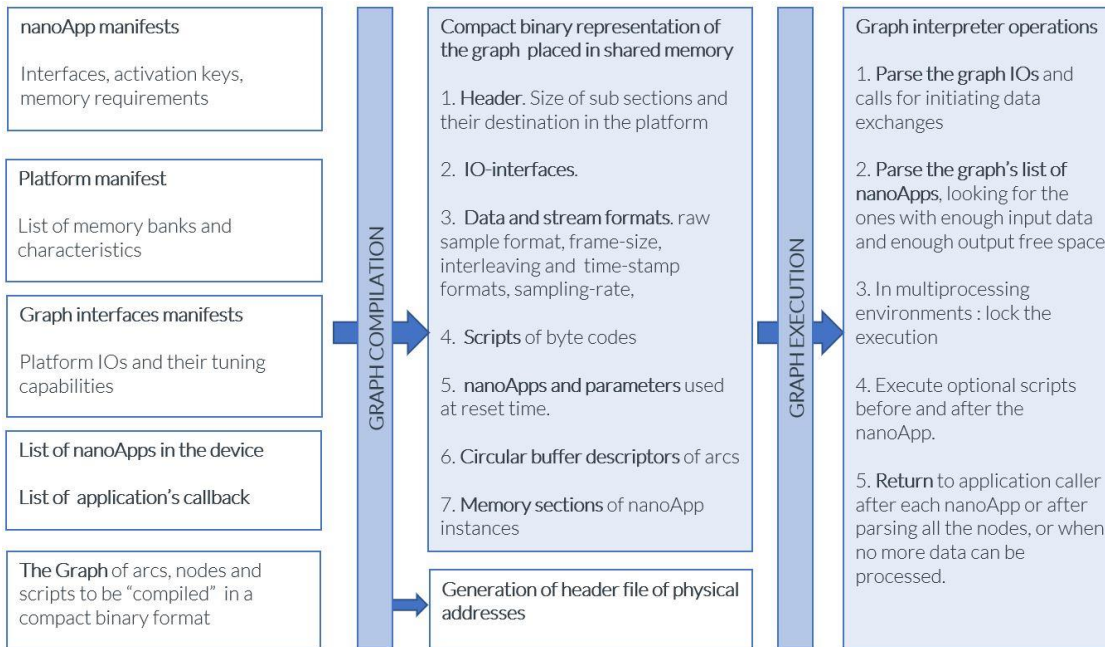 nanoApp manifests
Interfaces, activation keys,
memory requirements
Platform manifest
List of memory banks and
characteristics
Graph interfaces manifests
Platform IOs and their tuning
capabilities
List of nanoApps in the device
List of application's callback
The Graph of arcs, nodes and
scripts to be "compiled" in a
compact binary format
GRAPH COMPILATION
Compact binary representation
of the graph placed in shared memory
1. Header. Size of sub sections and
their destination in the platform
2. IO-interfaces.
3. Data and stream formats. raw
sample format, frame-size,
interleaving and time-stamp
formats, sampling-rate,
4. Scripts of byte codes
5. nanoApps and parameters used
at reset time.
6. Circular buffer descriptors of arcs
7. Memory sections of nanoApp
instances
Generation of header file of physical
addresses
GRAPH EXECUTION
Graph interpreter operations
1. Parse the graph IOs and
calls for initiating data
exchanges
2. Parse the graph's list of
nanoApps, looking for the
ones with enough input data
and enough output free space
3. In multiprocessing
environments : lock the
execution
4. Execute optional scripts
before and after the
nanoApp.
5. Return to application caller
after each nanoApp or after
parsing all the nodes, or when
no more data can be
processed.